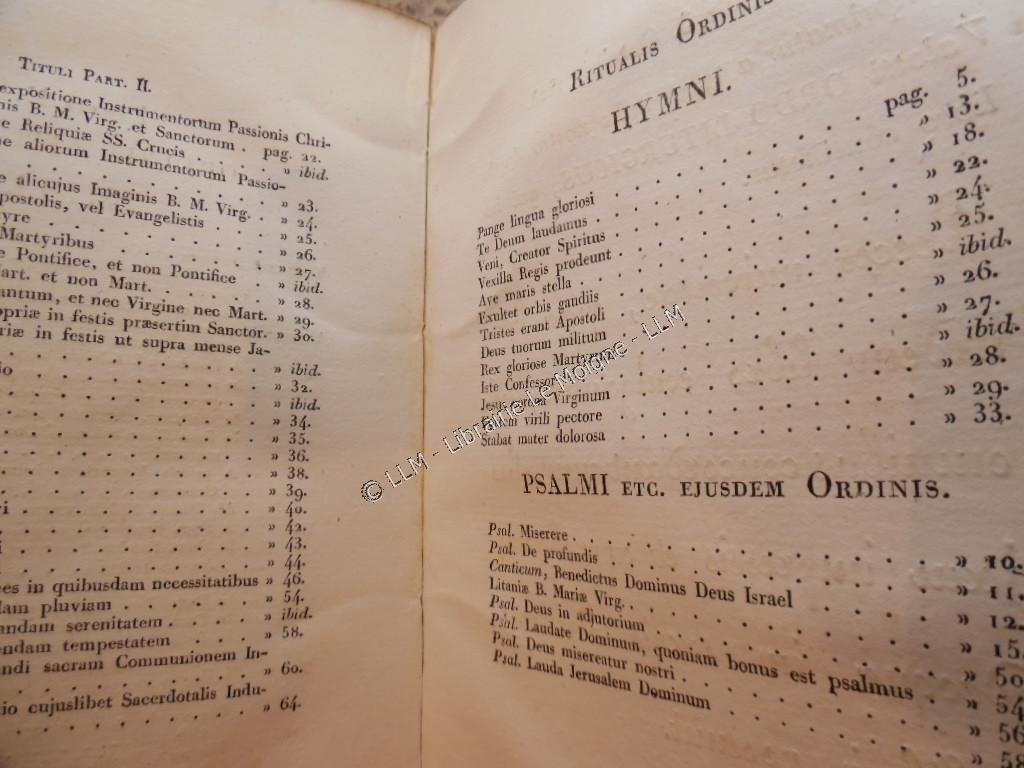 TITULI PART. II.
expositione Instrumentorum Passionis Chri-
nis B. M. Virg. et Sanctorum . pag. 22.
e Reliquiæ SS. Crucis . . . . » ibid.
ne aliorum Instrumentorum Passio-
. . . . . . . . . . » 23.
e alicujus Imaginis B. M. Virg. . » 24.
postolis, vel Evangelistis . . . » 25.
yre . . . . . . . . . » 26.
Martyribus . . . . . . . » 27.
e Pontifice, et non Pontifice . » ibid.
art. et non Mart. . . . . . » 28.
antum, et nec Virgine nec Mart. » 29.
opriæ in festis præsertim Sanctor. » 30.
riæ in festis ut supra mense Ja-
. . . . . . . . . . » ibid.
io . . . . . . . . . » 32.
. . . . . . . . . . » ibid.
. . . . . . . . . . » 34.
. . . . . . . . . . » 35.
. . . . . . . . . . » 36.
. . . . . . . . . . » 38.
. . . . . . . . . . » 39.
ri . . . . . . . . . » 40.
. . . . . . . . . . » 42.
i . . . . . . . . . » 43.
. . . . . . . . . . » 44.
es in quibusdam necessitatibus » 46.
dam pluviam . . . . . . » 54.
andam serenitatem . . . . » ibid.
endam tempestatem . . . » 58.
ndi sacram Communionem In-
. . . . . . . . . . » 60.
tio cujuslibet Sacerdotalis Indu-
. . . . . . . . . . » 64.
RITUALIS ORDINIS
HYMNI.
Pange lingua gloriosi . . . . . . pag. 5.
Te Deum laudamus . . . . . . » 13.
Veni, Creator Spiritus . . . . . . » 18.
Vexilla Regis prodeunt . . . . . . » 22.
Ave maris stella . . . . . . . » 24.
Exultet orbis gaudiis . . . . . . » 25.
Tristes erant Apostoli . . . . . . » ibid.
Deus tuorum militum . . . . . . » 26.
Rex gloriose Martyrum . . . . . . » 27.
Iste Confessor . . . . . . . » ibid.
Jesu corona Virginum . . . . . . » 28.
virili pectore . . . . . . » 29.
Stabat mater dolorosa . . . . . . » 33.
PSALMI ETC. EJUSDEM ORDINIS.
Psal. Miserere . . . . . . . » 10.
Psal. De profundis . . . . . . » 11.
Canticum, Benedictus Dominus Deus Israel . . » 12.
Litaniæ B. Mariæ Virg. . . . . . » 15.
Psal. Deus in adjutorium . . . . . » 50
Psal. Laudate Dominum, quoniam bonus est psalmus . » 54
Psal. Deus misereatur nostri . . . . . » 56
Psal. Lauda Jerusalem Dominum . . . . » 58
© LLM - Librairie Le Moigne - LLM